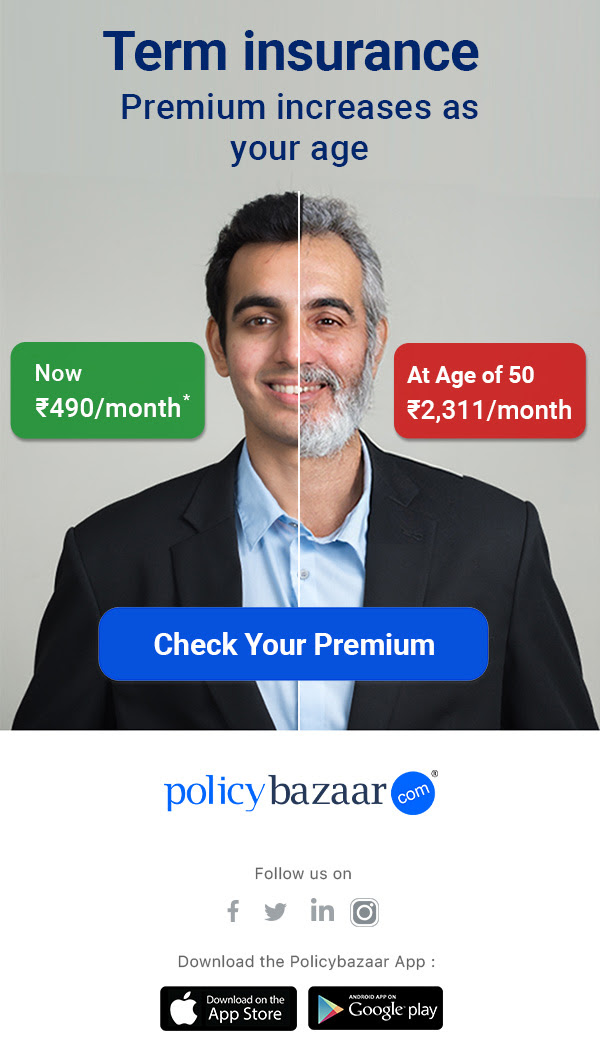 Term insurance
Premium increases as
your age
Now
₹490/month*
At Age of 50
₹2,311/month
Check Your Premium
policybazaar.com®
Follow us on
f in
Download the Policybazaar App :
Download on the
App Store
ANDROID APP ON
Google play